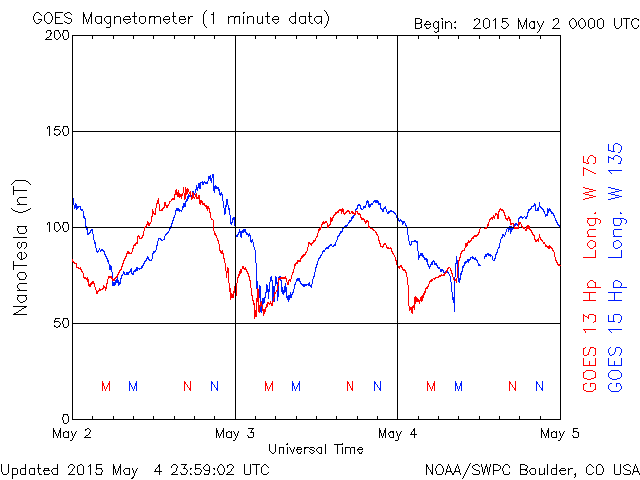 GOES Magnetometer (1 minute data)
Begin: 2015 May 2 0000 UTC
200
150
100
50
0
NanoTesla (nT)
M M N N M M N N M M N N
May 2 May 3 May 4 May 5
Universal Time
GOES 13 Hp Long. W 75
GOES 15 Hp Long. W 135
Updated 2015 May 4 23:59:02 UTC
NOAA/SWPC Boulder, CO USA